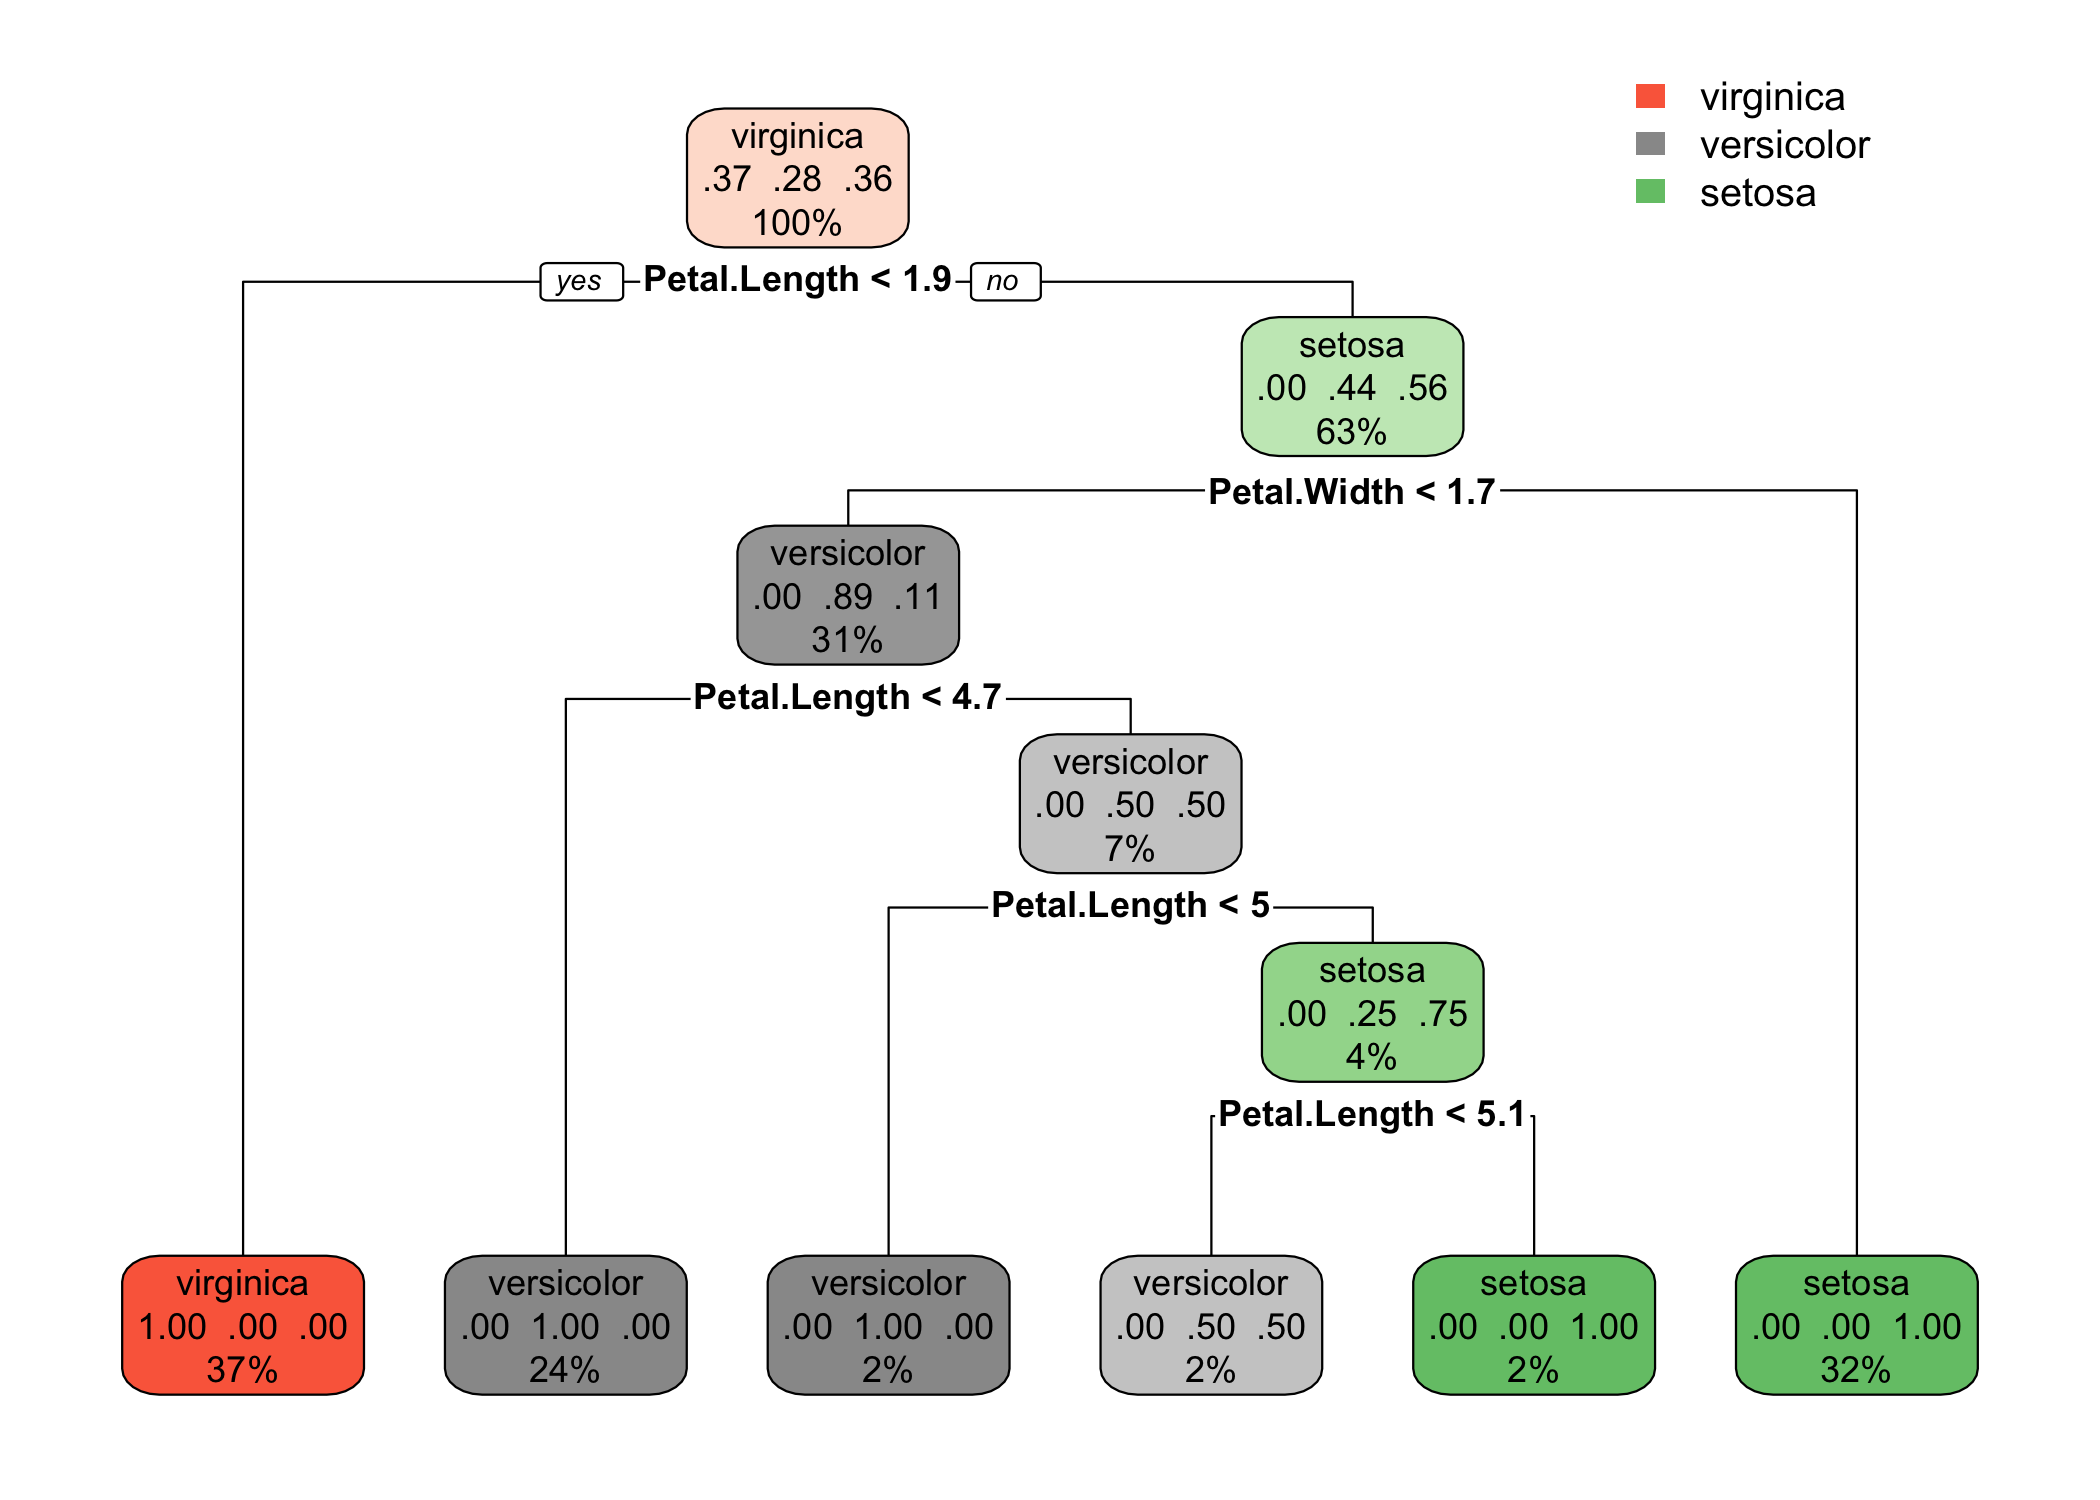 virginica
versicolor
setosa
virginica
.37 .28 .36
100%
yes Petal.Length < 1.9 no
setosa
.00 .44 .56
63%
Petal.Width < 1.7
versicolor
.00 .89 .11
31%
Petal.Length < 4.7
versicolor
.00 .50 .50
7%
Petal.Length < 5
setosa
.00 .25 .75
4%
Petal.Length < 5.1
virginica
1.00 .00 .00
37%
versicolor
.00 1.00 .00
24%
versicolor
.00 1.00 .00
2%
versicolor
.00 .50 .50
2%
setosa
.00 .00 1.00
2%
setosa
.00 .00 1.00
32%